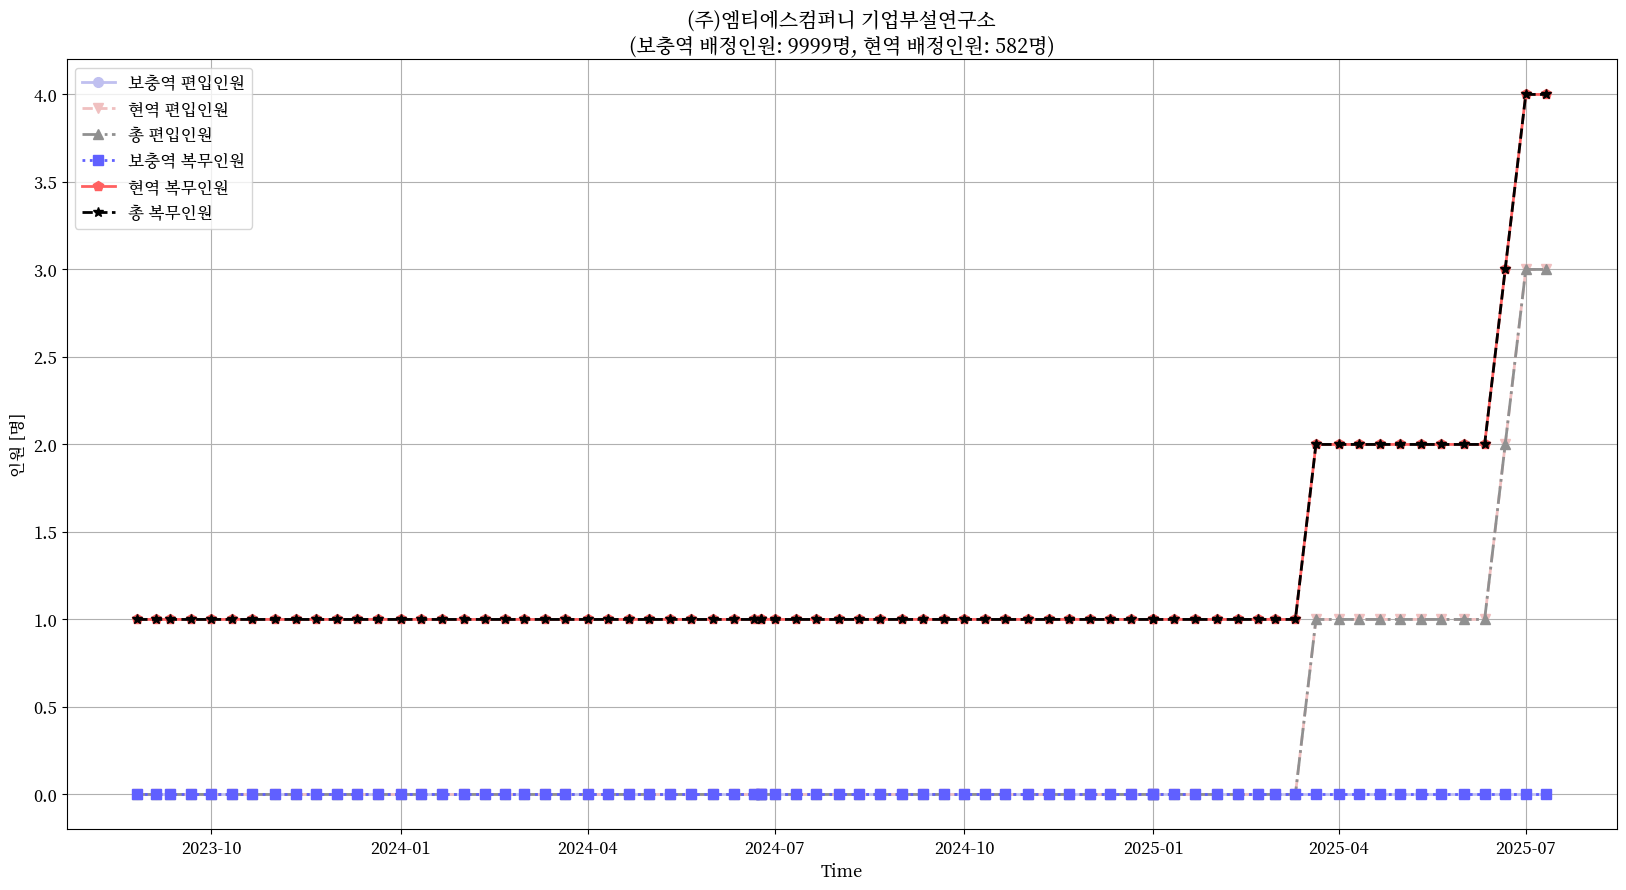 (주)엠티에스컴퍼니 기업부설연구소
(보충역 배정인원: 9999명, 현역 배정인원: 582명)
보충역 편입인원
현역 편입인원
총 편입인원
보충역 복무인원
현역 복무인원
총 복무인원
인원 [명]
4.0
3.5
3.0
2.5
2.0
1.5
1.0
0.5
0.0
2023-10
2024-01
2024-04
2024-07
2024-10
2025-01
2025-04
2025-07
Time